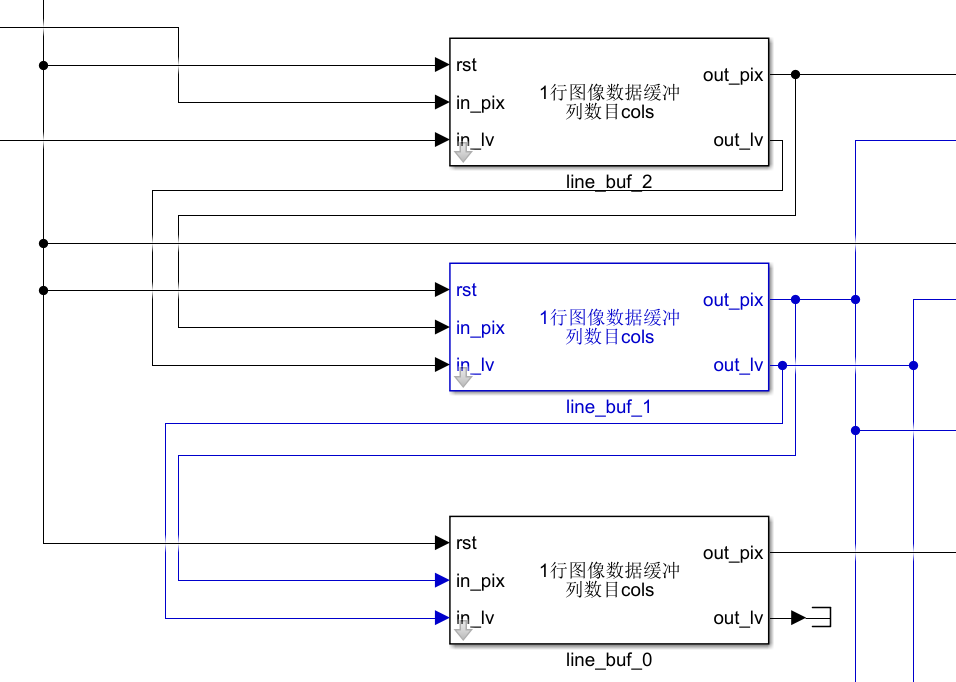 rst
in_pix
in_lv
1行图像数据缓冲
列数目cols
out_pix
out_lv
line_buf_2
rst
in_pix
in_lv
1行图像数据缓冲
列数目cols
out_pix
out_lv
line_buf_1
rst
in_pix
in_lv
1行图像数据缓冲
列数目cols
out_pix
out_lv
line_buf_0